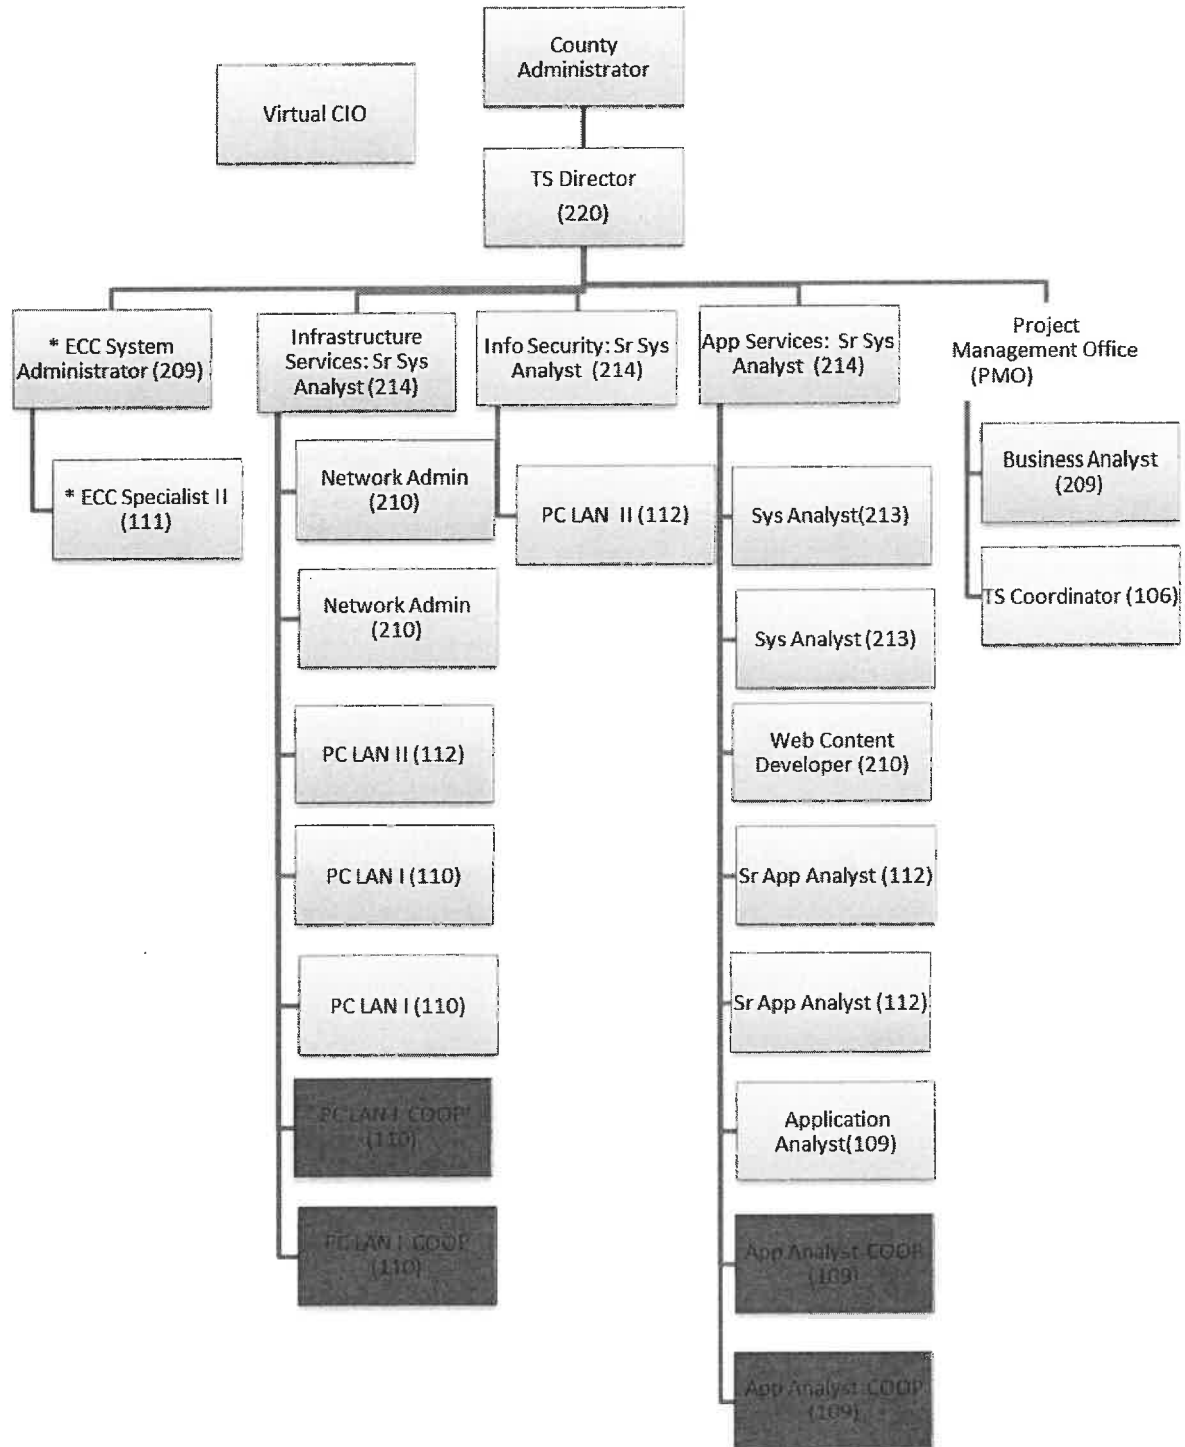 County
Administrator
Virtual CIO
TS Director
(220)
* ECC System
Administrator (209)
* ECC Specialist II
(111)
Infrastructure
Services: Sr Sys
Analyst (214)
Network Admin
(210)
Network Admin
(210)
PC LAN II (112)
PC LAN I (110)
PC LAN I (110)
PC LAN I COOP
(110)
PC LAN I COOP
(110)
Info Security: Sr Sys
Analyst (214)
PC LAN II (112)
App Services: Sr Sys
Analyst (214)
Sys Analyst(213)
Sys Analyst (213)
Web Content
Developer (210)
Sr App Analyst (112)
Sr App Analyst (112)
Application
Analyst(109)
App Analyst COOP
(109)
App Analyst COOP
(109)
Project
Management Office
(PMO)
Business Analyst
(209)
TS Coordinator (106)